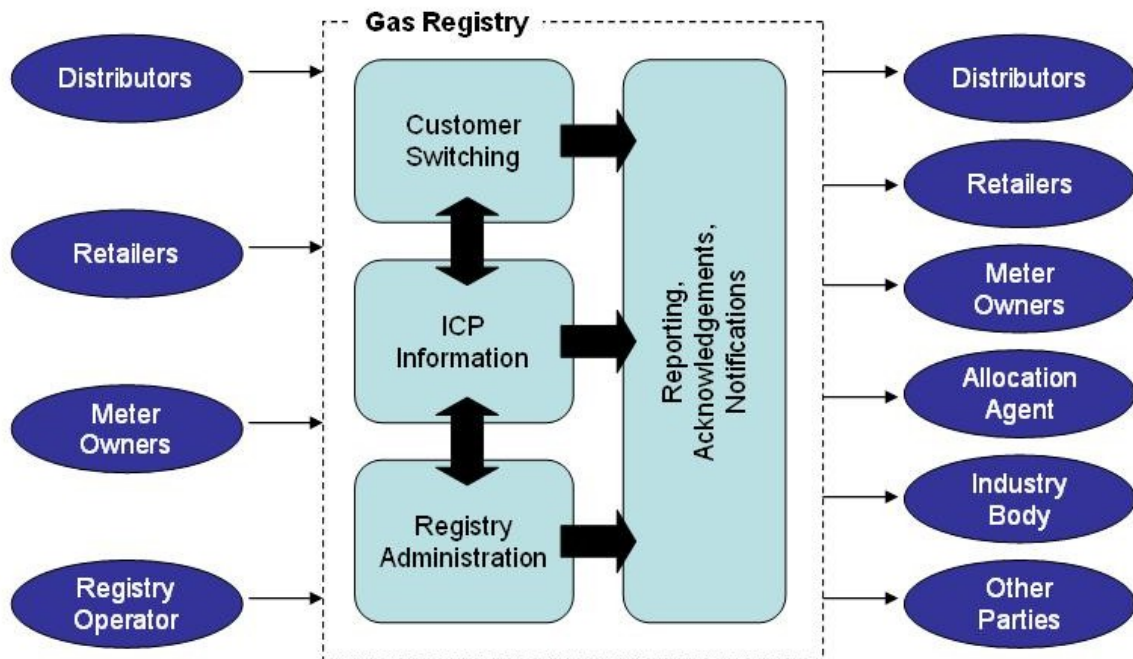 Gas Registry
Distributors
Retailers
Meter
Owners
Registry
Operator
Customer
Switching
ICP
Information
Registry
Administration
Reporting,
Acknowledgements,
Notifications
Distributors
Retailers
Meter
Owners
Allocation
Agent
Industry
Body
Other
Parties